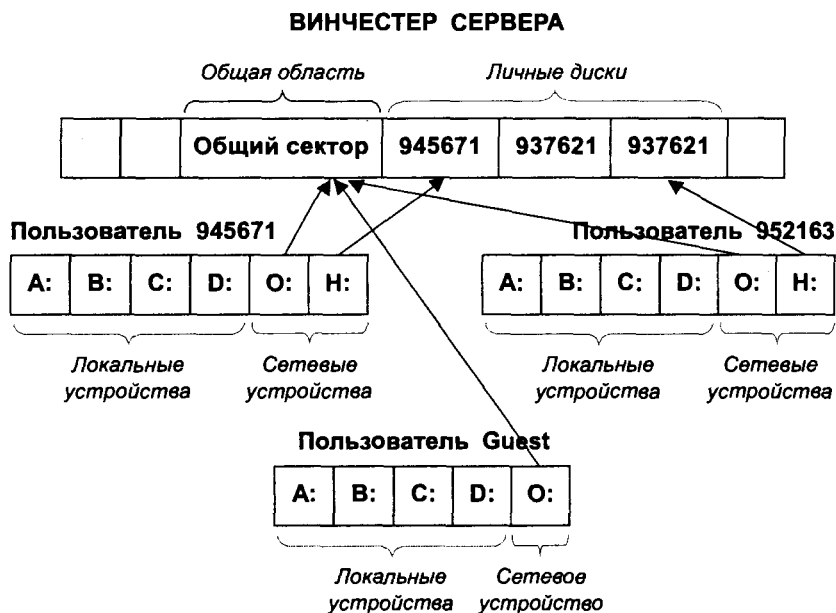 ВИНЧЕСТЕР СЕРВЕРА
Общая область Личные диски
Общий сектор 945671 937621 937621
Пользователь 945671 Пользователь 952163
A: B: C: D: O: H: A: B: C: D: O: H:
Локальные Сетевые Локальные Сетевые
устройства устройства устройства устройства
Пользователь Guest
A: B: C: D: O:
Локальные Сетевое
устройства устройство